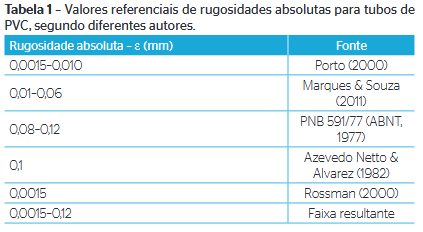 Tabela 1 - Valores referenciais de rugosidades absolutas para tubos de
PVC, segundo diferentes autores.
Rugosidade absoluta - ε (mm) Fonte
0,0015-0,010 Porto (2000)
0,01-0,06 Marques & Souza
(2011)
0,08-0,12 PNB 591/77 (ABNT,
1977)
0,1 Azevedo Netto &
Alvarez (1982)
0,0015 Rossman (2000)
0,0015-0,12 Faixa resultante